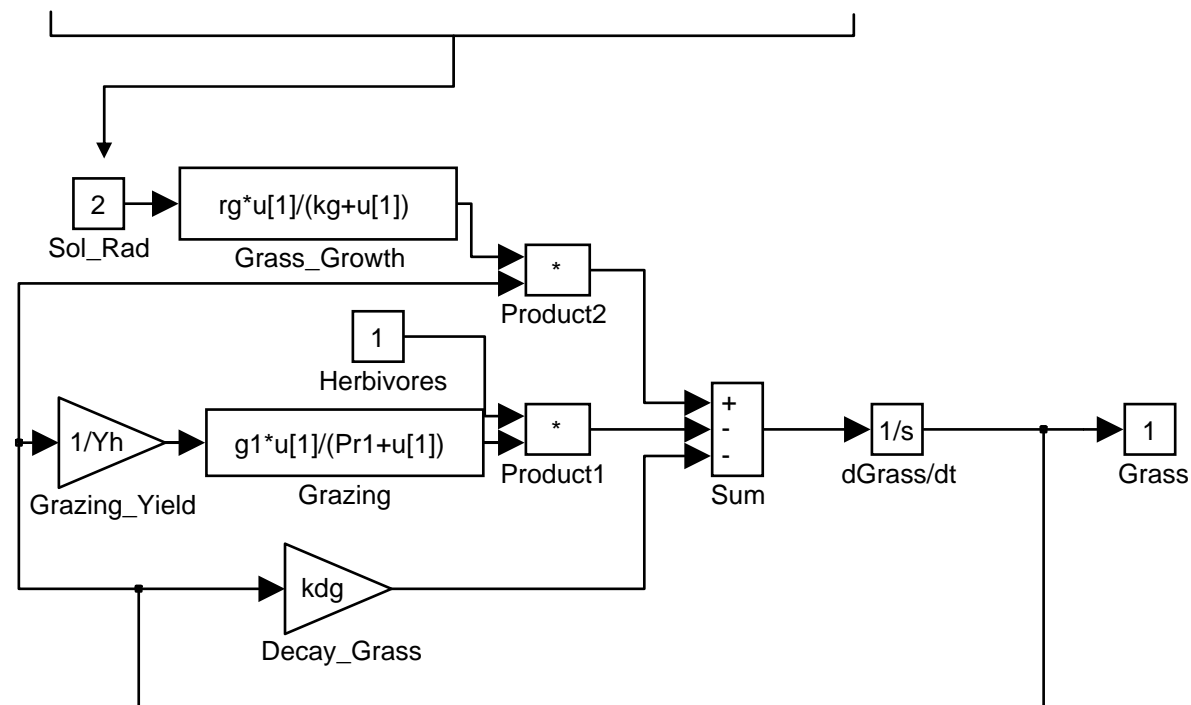 2
Sol_Rad
rg*u[1]/(kg+u[1])
Grass_Growth
*
Product2
1
Herbivores
1/Yh
Grazing_Yield
g1*u[1]/(Pr1+u[1])
Grazing
*
Product1
+
-
-
Sum
1/s
dGrass/dt
1
Grass
kdg
Decay_Grass